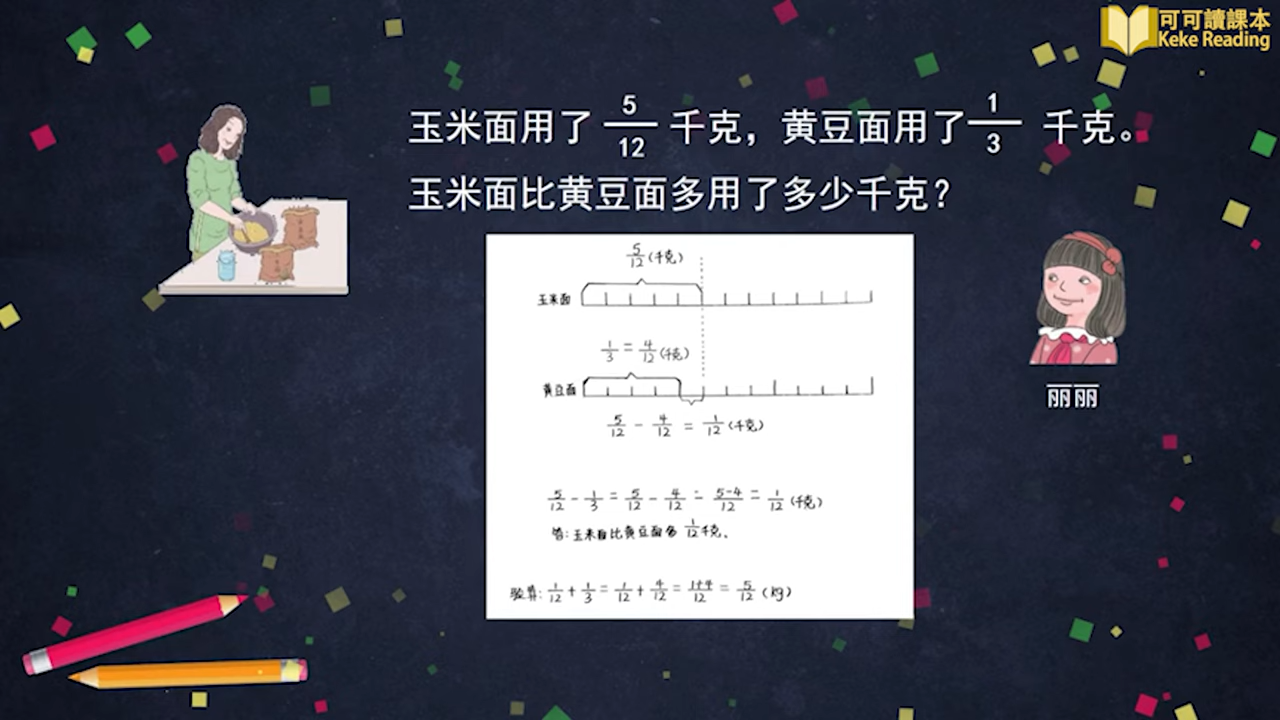 可可讀課本
Keke Reading
玉米面用了 5/12 千克，黄豆面用了 1/3 千克。
玉米面比黄豆面多用了多少千克？
5/12 (千克)
玉米面
1/3 = 4/12 (千克)
黄豆面
5/12 - 4/12 = 1/12 (千克)
5/12 - 1/3 = 5/12 - 4/12 = 5-4/12 = 1/12 (千克)
答：玉米面比黄豆面多 1/12 千克。
验算：1/12 + 1/3 = 1/12 + 4/12 = 1+4/12 = 5/12 (kg)
丽丽